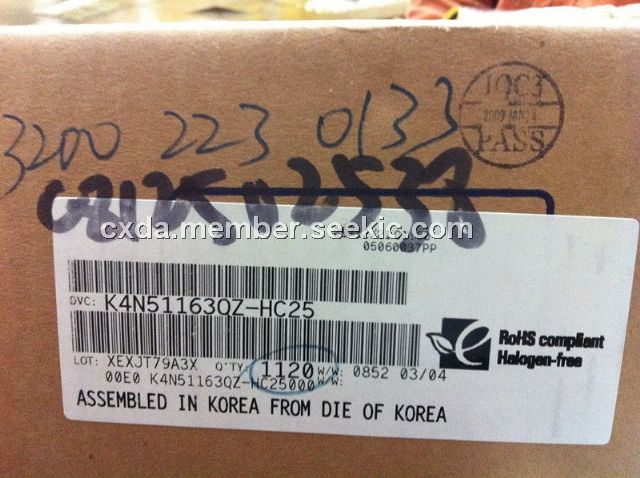 IQC3
2009 JAN 1
PASS
3200 223 0133
cxda.member.seekic.com
05060037PP
DVC: K4N51163QZ-HC25
RoHS compliant
Halogen-free
LOT: XEXJT79A3X Q'TY 1120 W/W: 0852 03/04
00E0 K4N51163QZ-HC25000 W/W:
ASSEMBLED IN KOREA FROM DIE OF KOREA